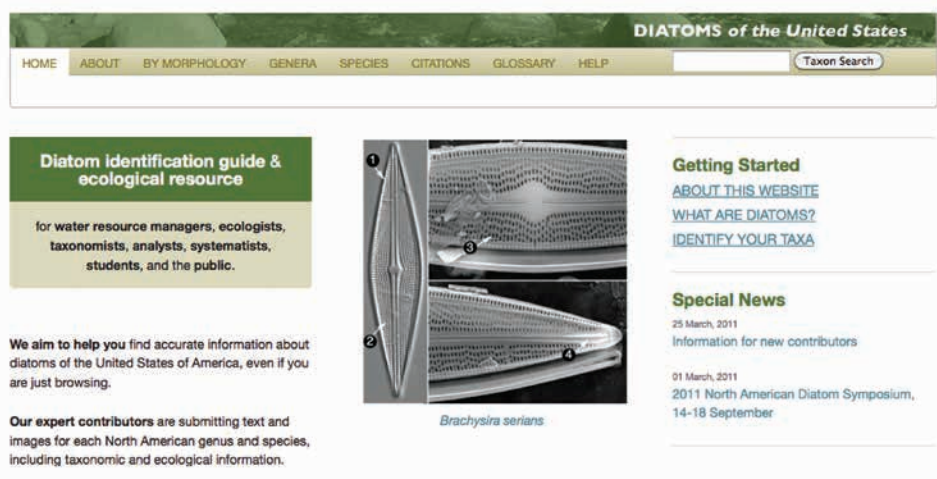 DIATOMS of the United States
HOME ABOUT BY MORPHOLOGY GENERA SPECIES CITATIONS GLOSSARY HELP Taxon Search
Diatom identification guide &
ecological resource
for water resource managers, ecologists,
taxonomists, analysts, systematists,
students, and the public.
We aim to help you find accurate information about
diatoms of the United States of America, even if you
are just browsing.
Our expert contributors are submitting text and
images for each North American genus and species,
including taxonomic and ecological information.
1
2
3
4
Brachysira serians
Getting Started
ABOUT THIS WEBSITE
WHAT ARE DIATOMS?
IDENTIFY YOUR TAXA
Special News
25 March, 2011
Information for new contributors
01 March, 2011
2011 North American Diatom Symposium,
14-18 September